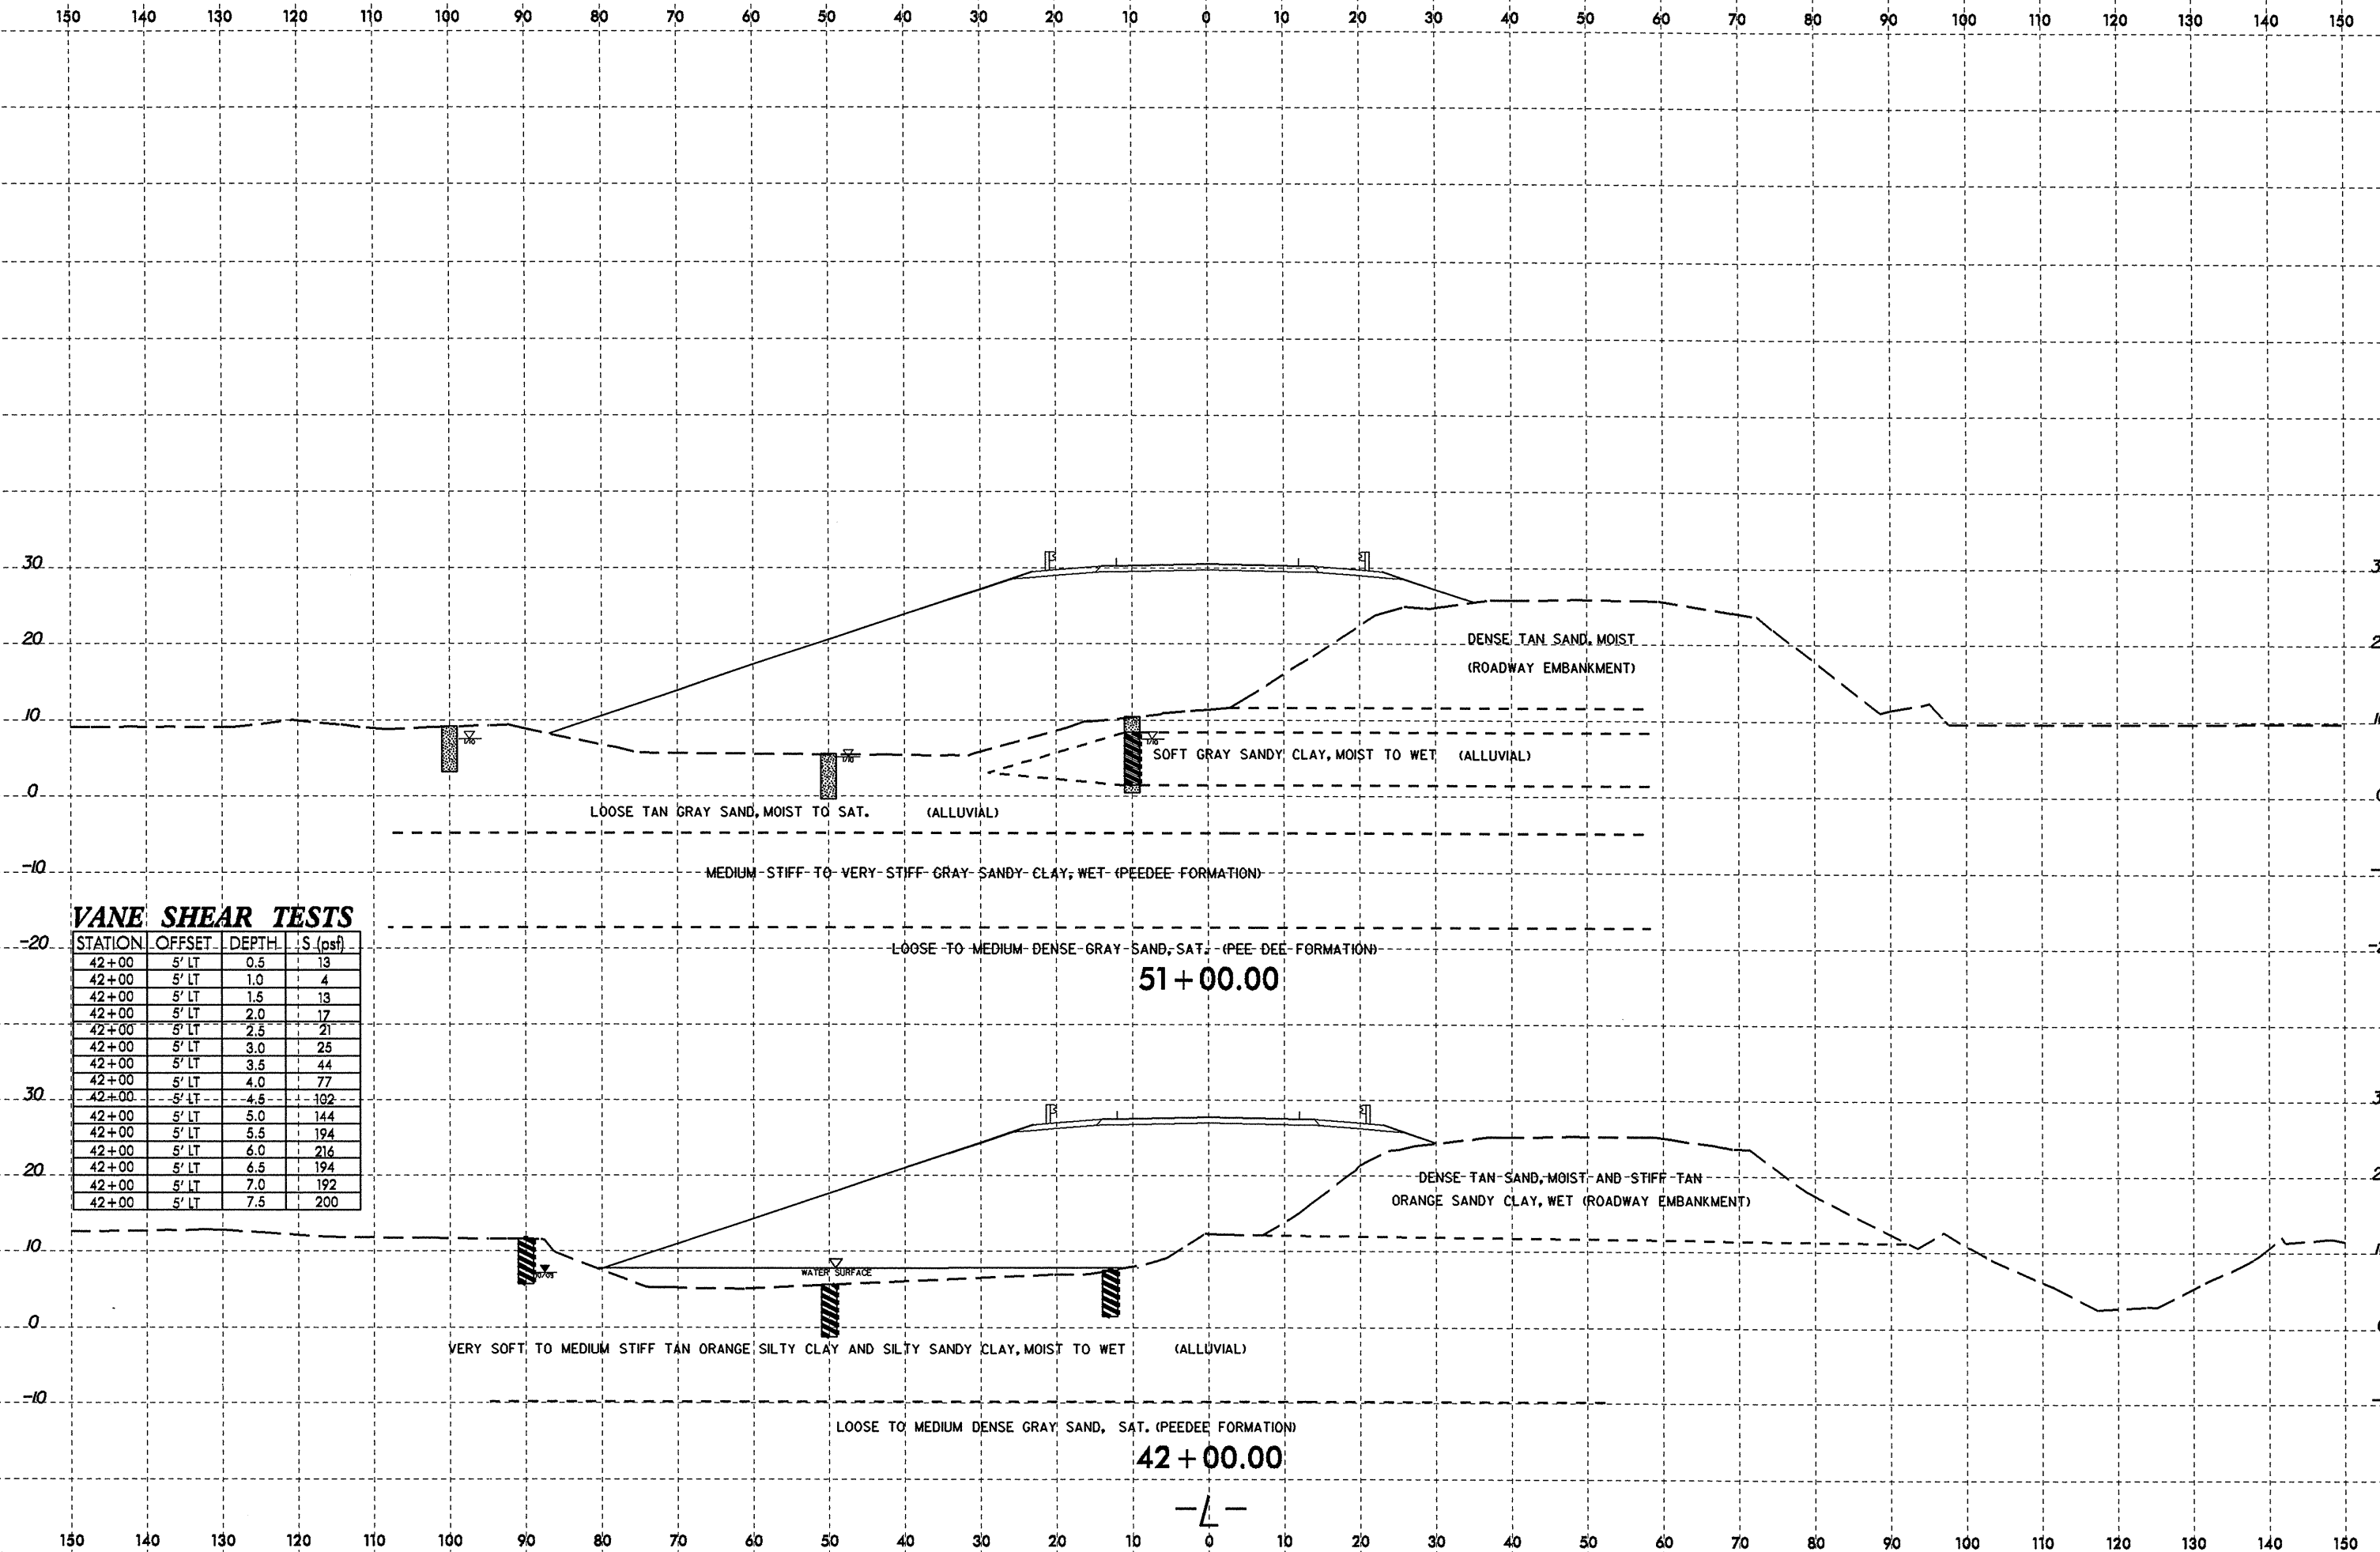 150 140 130 120 110 100 90 80 70 60 50 40 30 20 10 0 10 20 30 40 50 60 70 80 90 100 110 120 130 140 150
30
20
DENSE TAN SAND, MOIST
(ROADWAY EMBANKMENT)
10
SOFT GRAY SANDY CLAY, MOIST TO WET (ALLUVIAL)
0
LOOSE TAN GRAY SAND, MOIST TO SAT. (ALLUVIAL)
-10
MEDIUM STIFF TO VERY STIFF GRAY SANDY CLAY, WET (PEEDEE FORMATION)
-20
LOOSE TO MEDIUM DENSE GRAY SAND, SAT. (PEE DEE FORMATION)
51+00.00
VANE SHEAR TESTS
STATION OFFSET DEPTH S (psf)
42+00 5' LT 0.5 13
42+00 5' LT 1.0 4
42+00 5' LT 1.5 13
42+00 5' LT 2.0 17
42+00 5' LT 2.5 21
42+00 5' LT 3.0 25
42+00 5' LT 3.5 44
42+00 5' LT 4.0 77
42+00 5' LT 4.5 102
42+00 5' LT 5.0 144
42+00 5' LT 5.5 194
42+00 5' LT 6.0 216
42+00 5' LT 6.5 194
42+00 5' LT 7.0 192
42+00 5' LT 7.5 200
30
20
DENSE TAN SAND, MOIST AND STIFF TAN
ORANGE SANDY CLAY, WET (ROADWAY EMBANKMENT)
10
WATER SURFACE
0
VERY SOFT TO MEDIUM STIFF TAN ORANGE SILTY CLAY AND SILTY SANDY CLAY, MOIST TO WET (ALLUVIAL)
-10
LOOSE TO MEDIUM DENSE GRAY SAND, SAT. (PEEDEE FORMATION)
42+00.00
-L-
150 140 130 120 110 100 90 80 70 60 50 40 30 20 10 0 10 20 30 40 50 60 70 80 90 100 110 120 130 140 150